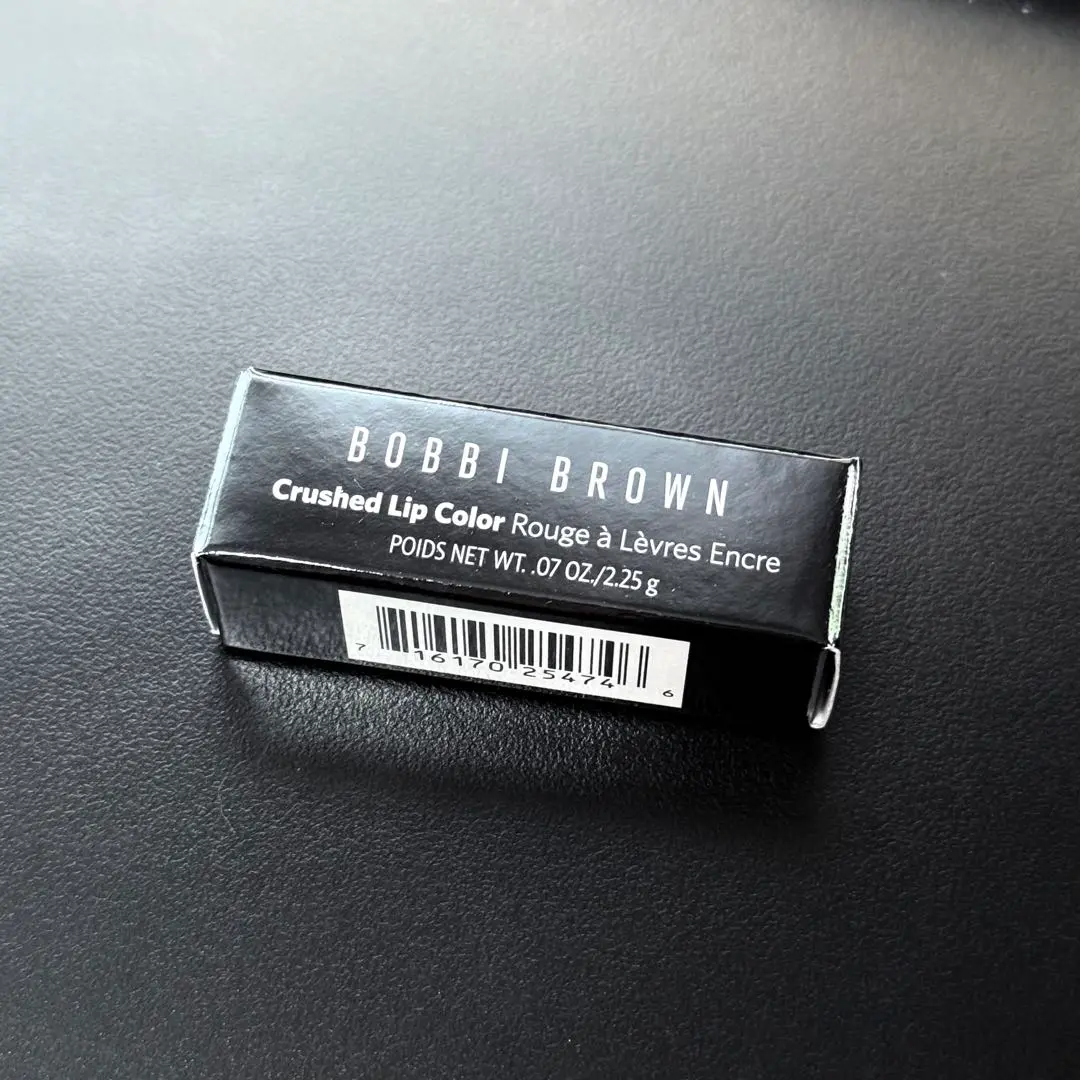 BOBBI BROWN
Crushed Lip Color Rouge à Lèvres Encre
POIDS NET WT. .07 OZ./2.25 g
7 16170 25474 6